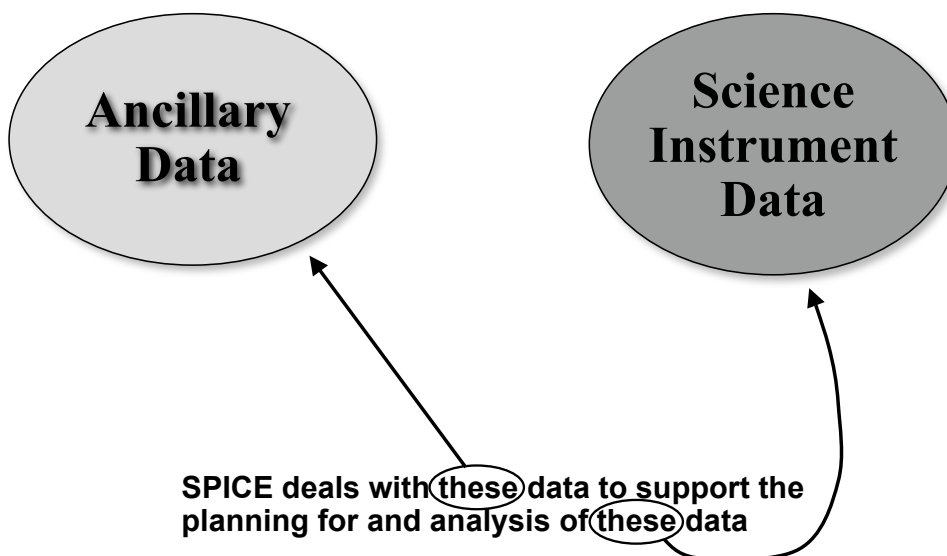 Ancillary
Data
Science
Instrument
Data
SPICE deals with these data to support the
planning for and analysis of these data